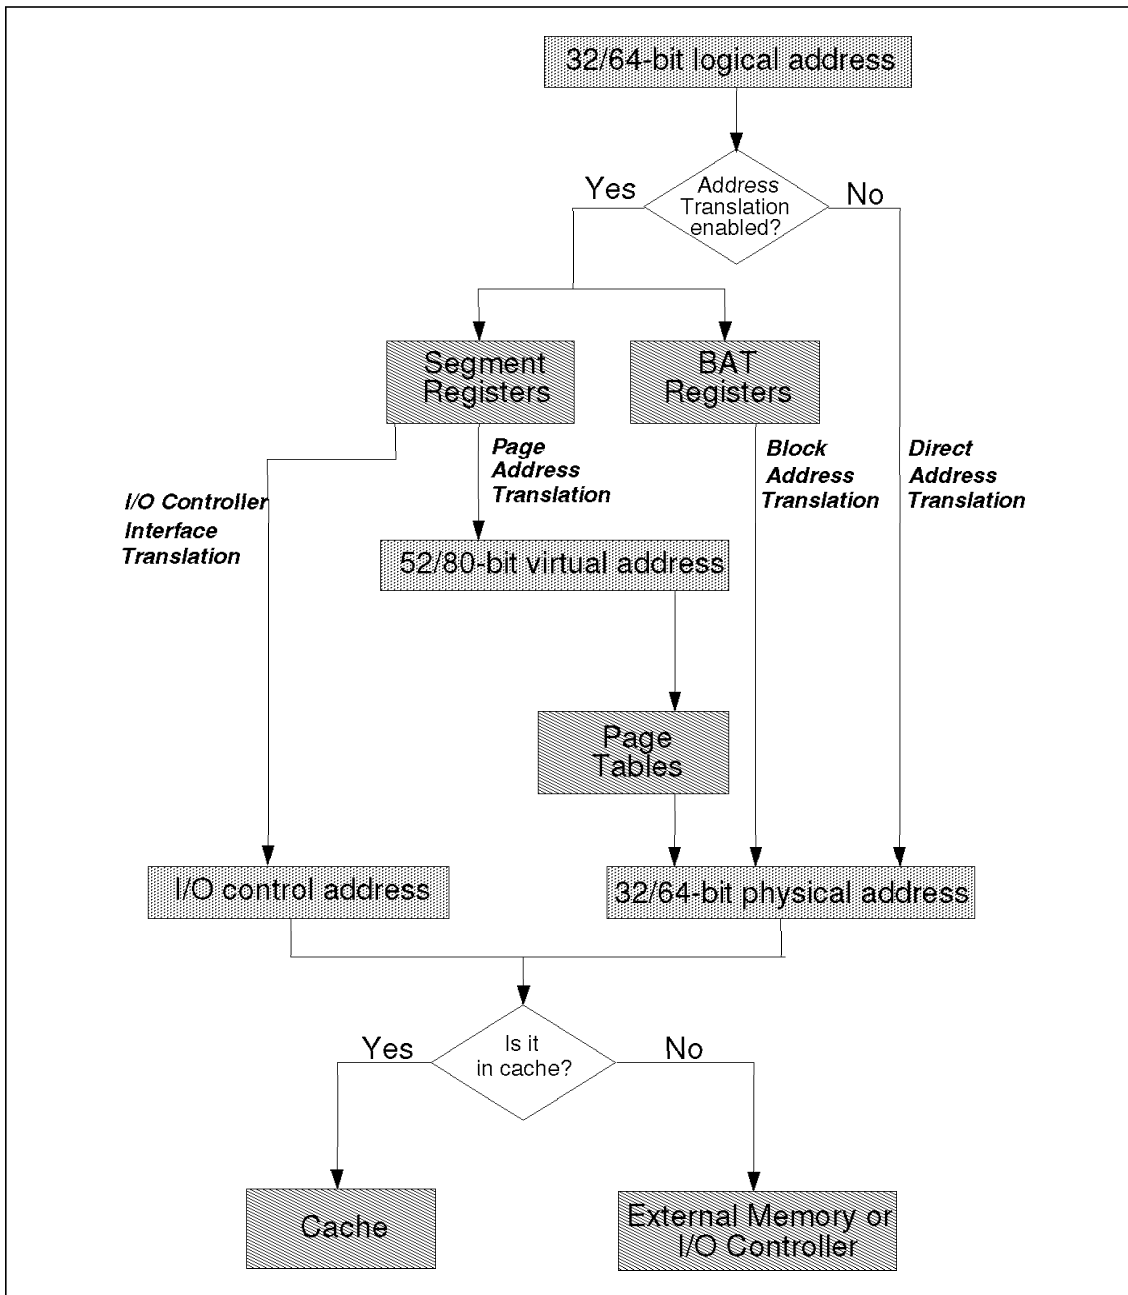 32/64-bit logical address
Yes
Address
Translation
enabled?
No
Segment
Registers
BAT
Registers
Page
Address
Translation
Block
Address
Translation
Direct
Address
Translation
I/O Controller
Interface
Translation
52/80-bit virtual address
Page
Tables
I/O control address
32/64-bit physical address
Yes
Is it
in cache?
No
Cache
External Memory or
I/O Controller